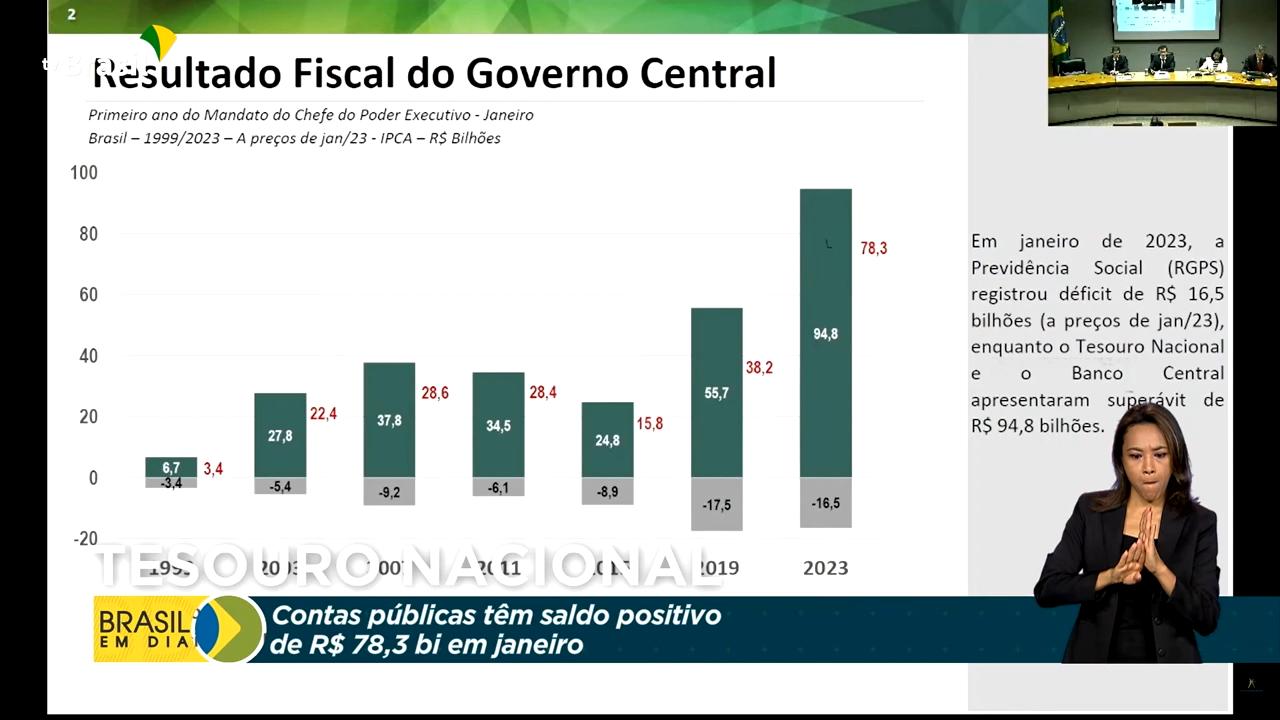 2
tv Brasil
Resultado Fiscal do Governo Central
Primeiro ano do Mandato do Chefe do Poder Executivo - Janeiro
Brasil – 1999/2023 – A preços de jan/23 - IPCA – R$ Bilhões
100
80
60
40
20
0
-20
6,7
3,4
-3,4
27,8
22,4
-5,4
37,8
28,6
-9,2
34,5
28,4
-6,1
24,8
15,8
-8,9
55,7
38,2
-17,5
94,8
78,3
-16,5
1999 2003 2007 2011 2015 2019 2023
Em janeiro de 2023, a
Previdência Social (RGPS)
registrou déficit de R$ 16,5
bilhões (a preços de jan/23),
enquanto o Tesouro Nacional
e o Banco Central
apresentaram superávit de
R$ 94,8 bilhões.
TESOURO NACIONAL
BRASIL
EM DIA
Contas públicas têm saldo positivo
de R$ 78,3 bi em janeiro